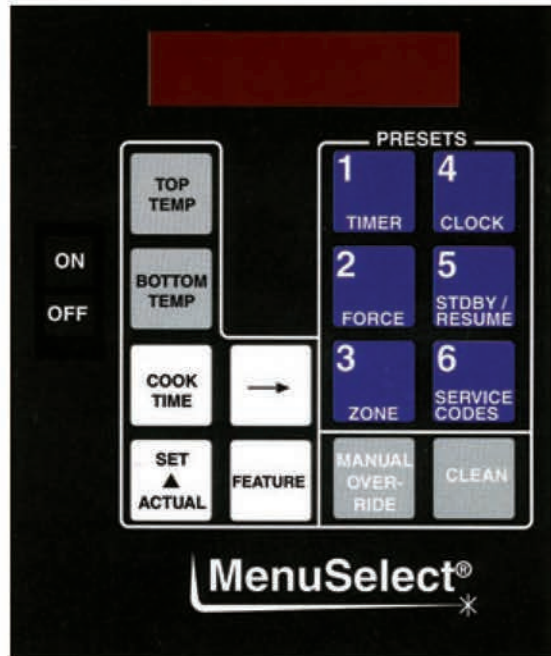 PRESETS
TOP
TEMP
1
TIMER
4
CLOCK
ON
OFF
BOTTOM
TEMP
2
FORCE
5
STDBY /
RESUME
COOK
TIME
→
3
ZONE
6
SERVICE
CODES
SET
▲
ACTUAL
FEATURE
MANUAL
OVER-
RIDE
CLEAN
MenuSelect®